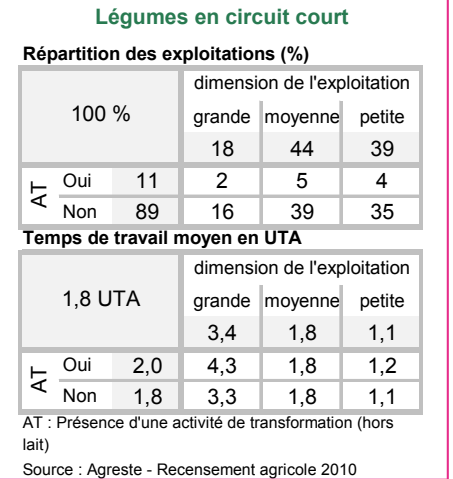 Légumes en circuit court
Répartition des exploitations (%)
100 %
dimension de l'exploitation
grande moyenne petite
18 44 39
AT
Oui 11 2 5 4
Non 89 16 39 35
Temps de travail moyen en UTA
1,8 UTA
dimension de l'exploitation
grande moyenne petite
3,4 1,8 1,1
AT
Oui 2,0 4,3 1,8 1,2
Non 1,8 3,3 1,8 1,1
AT : Présence d'une activité de transformation (hors
lait)
Source : Agreste - Recensement agricole 2010